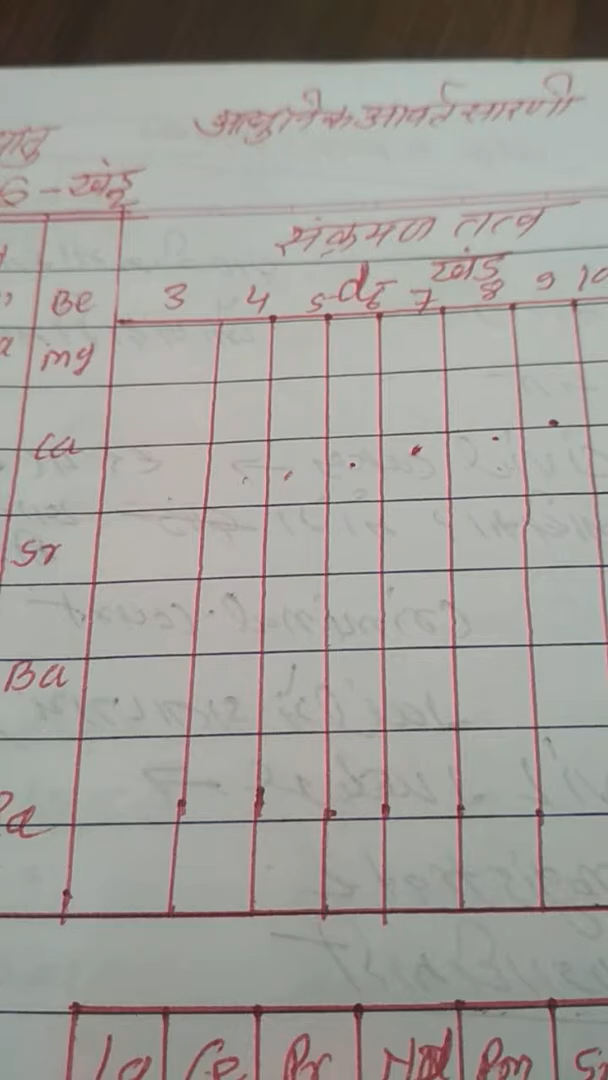 आधुनिक आवर्त सारणी
धातु
S-खंड
संक्रमण तत्व
d खंड
Be 3 4 5 6 7 8 9 10
mg
Ca
Sr
Ba
La Ce Pr Nd Pm